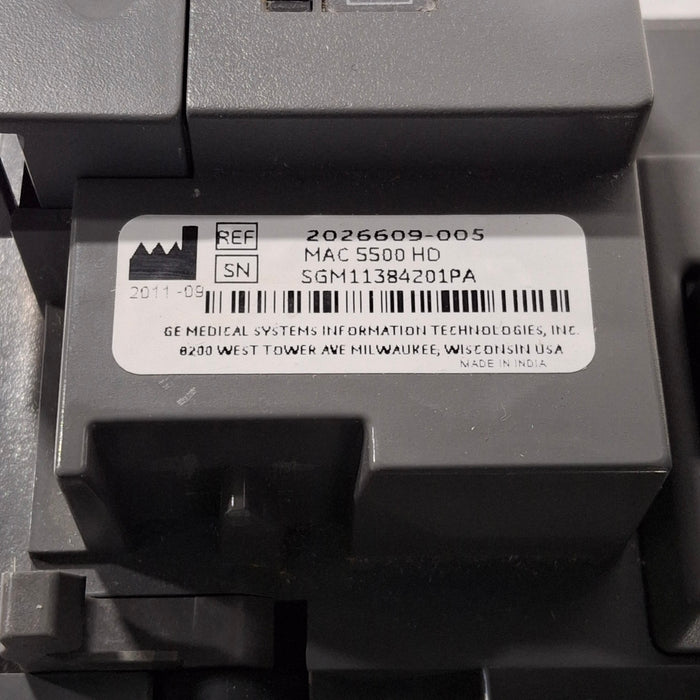 REF 2026609-005
MAC 5500 HD
SN SGM11384201PA
2011-09
GE MEDICAL SYSTEMS INFORMATION TECHNOLOGIES, INC.
8200 WEST TOWER AVE MILWAUKEE, WISCONSIN USA
MADE IN INDIA